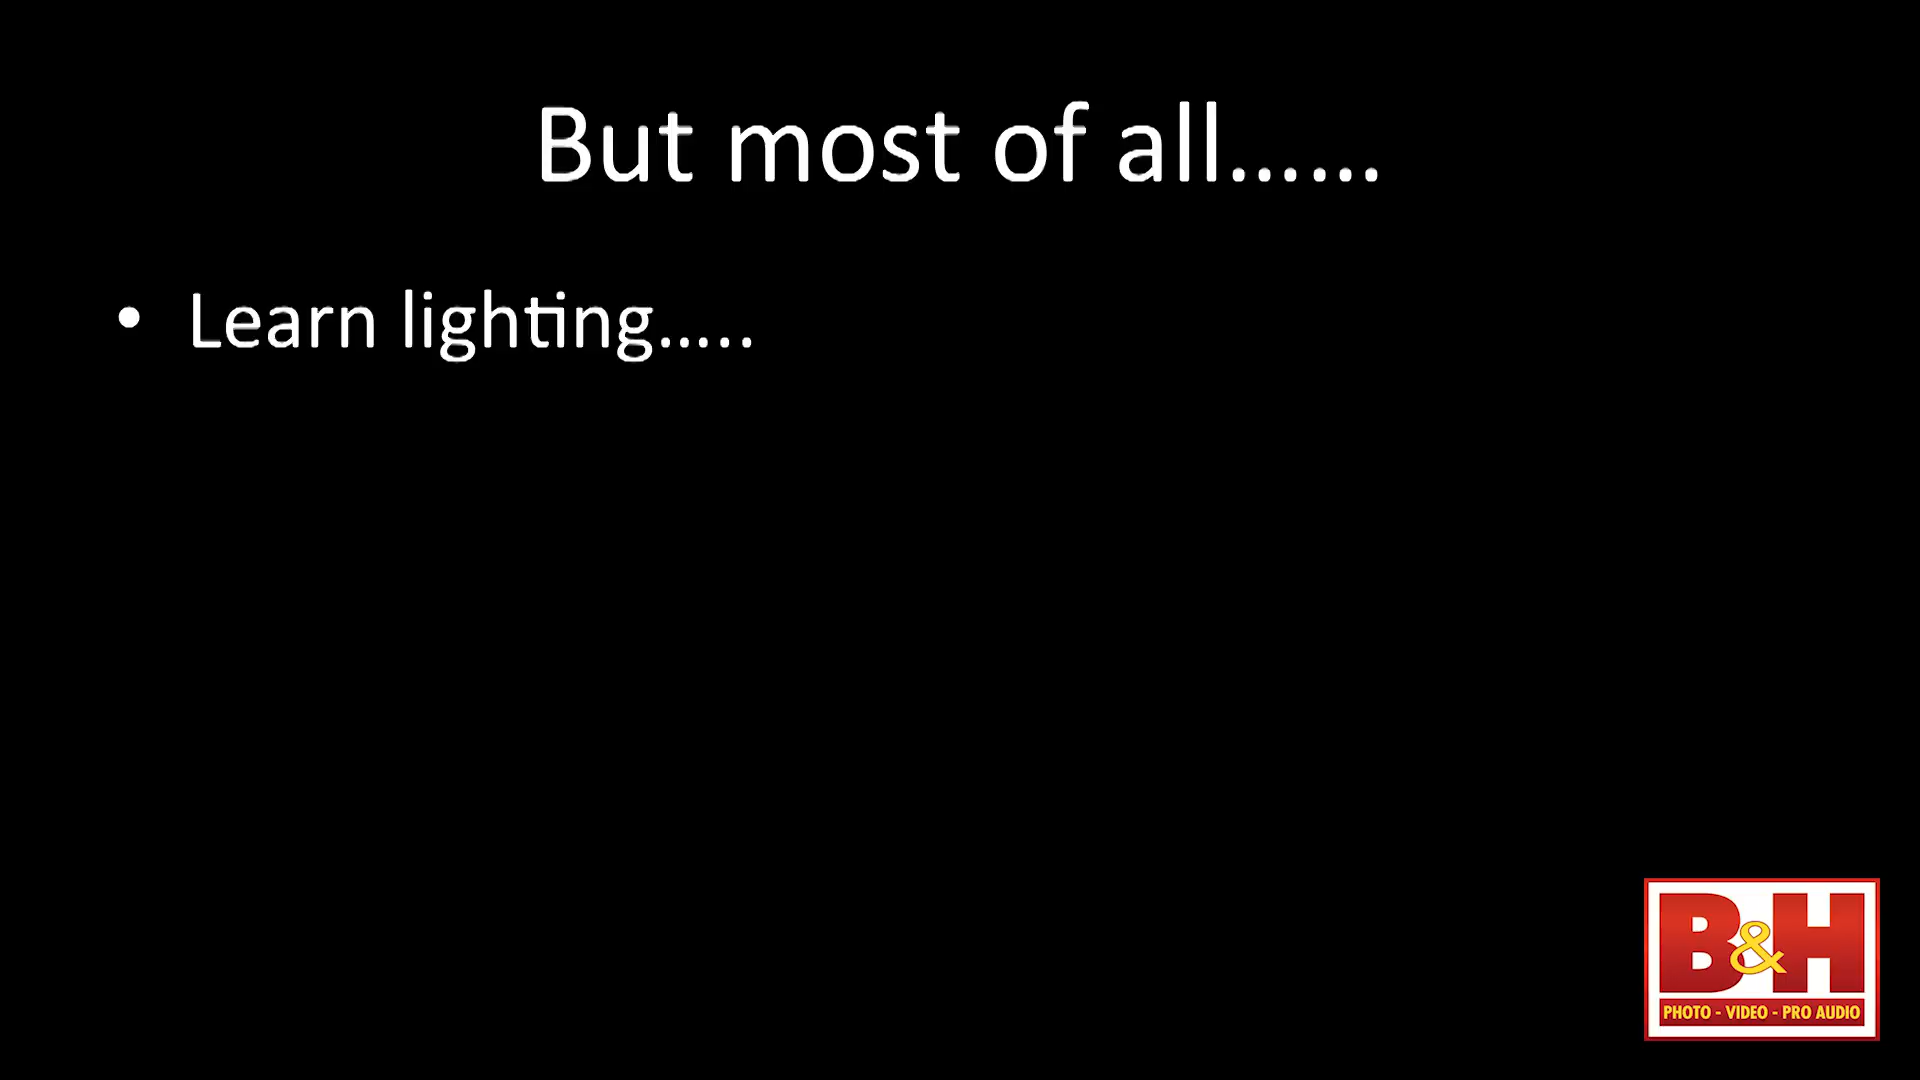 But most of all......
• Learn lighting.....
B&H
PHOTO - VIDEO - PRO AUDIO